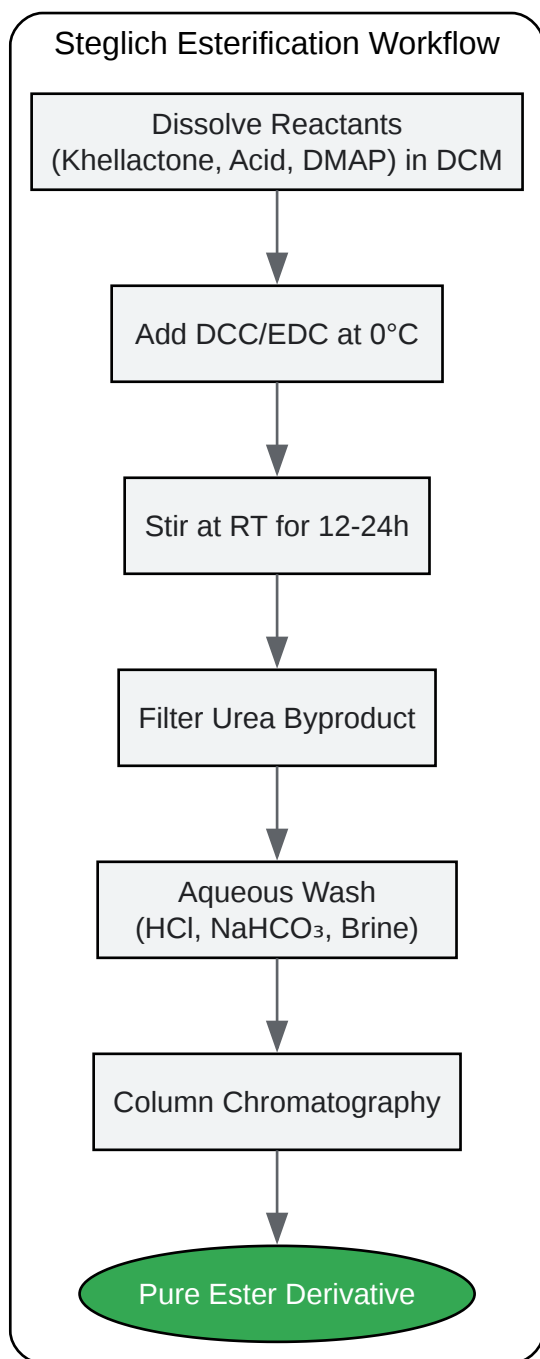 Steglich Esterification Workflow
Dissolve Reactants
(Khellactone, Acid, DMAP) in DCM
Add DCC/EDC at 0°C
Stir at RT for 12-24h
Filter Urea Byproduct
Aqueous Wash
(HCl, NaHCO₃, Brine)
Column Chromatography
Pure Ester Derivative